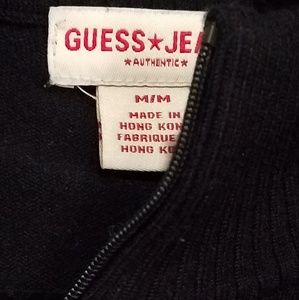 GUESS★JEA
★AUTHENTIC★
M/M
MADE IN
HONG KON
FABRIQUE
HONG KO